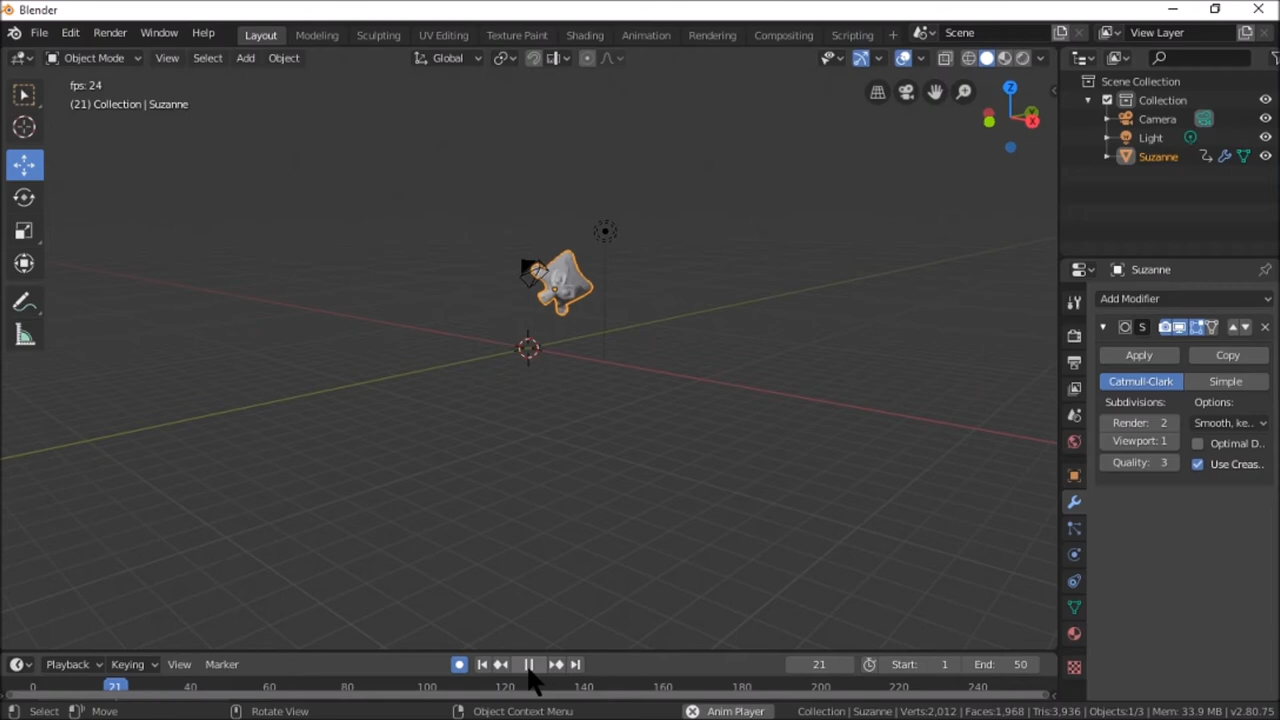 Blender
File Edit Render Window Help
Layout Modeling Sculpting UV Editing Texture Paint Shading Animation Rendering Compositing Scripting +
Scene
View Layer
Object Mode View Select Add Object
Global
fps: 24
(21) Collection | Suzanne
Z
Y
X
Scene Collection
Collection
Camera
Light
Suzanne
Suzanne
Add Modifier
S
Apply Copy
Catmull-Clark Simple
Subdivisions: Options:
Render: 2 Smooth, ke..
Viewport: 1 Optimal D..
Quality: 3 Use Creas..
Playback Keying View Marker
21 Start: 1 End: 50
0 21 40 60 80 100 120 140 160 180 200 220 240
Select Move Rotate View Object Context Menu Anim Player Collection | Suzanne | Verts:2,012 | Faces:1,968 | Tris:3,936 | Objects:1/3 | Mem: 33.9 MB | v2.80.75